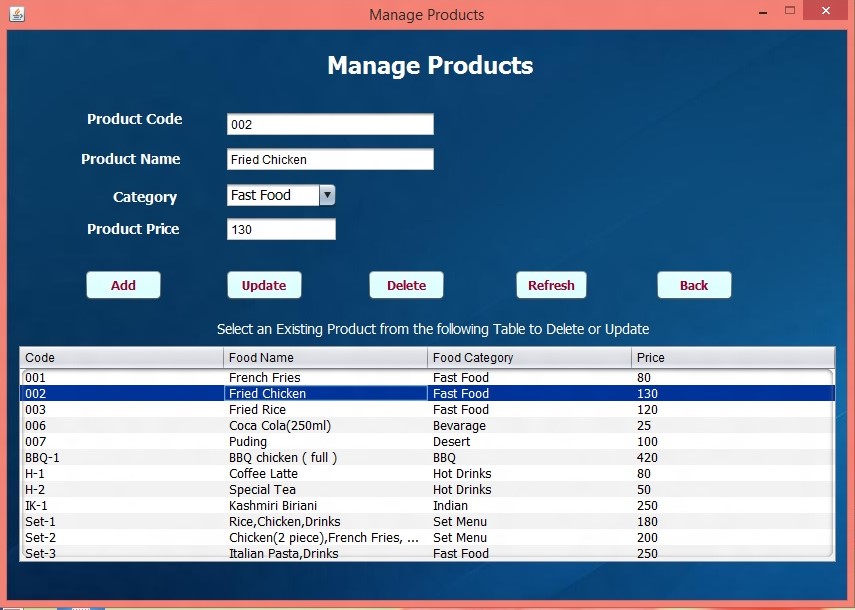 Manage Products
Manage Products
Product Code 002
Product Name Fried Chicken
Category Fast Food
Product Price 130
Add Update Delete Refresh Back
Select an Existing Product from the following Table to Delete or Update
Code Food Name Food Category Price
001 French Fries Fast Food 80
002 Fried Chicken Fast Food 130
003 Fried Rice Fast Food 120
006 Coca Cola(250ml) Bevarage 25
007 Puding Desert 100
BBQ-1 BBQ chicken ( full ) BBQ 420
H-1 Coffee Latte Hot Drinks 80
H-2 Special Tea Hot Drinks 50
IK-1 Kashmiri Biriani Indian 250
Set-1 Rice,Chicken,Drinks Set Menu 180
Set-2 Chicken(2 piece),French Fries, ... Set Menu 200
Set-3 Italian Pasta,Drinks Fast Food 250